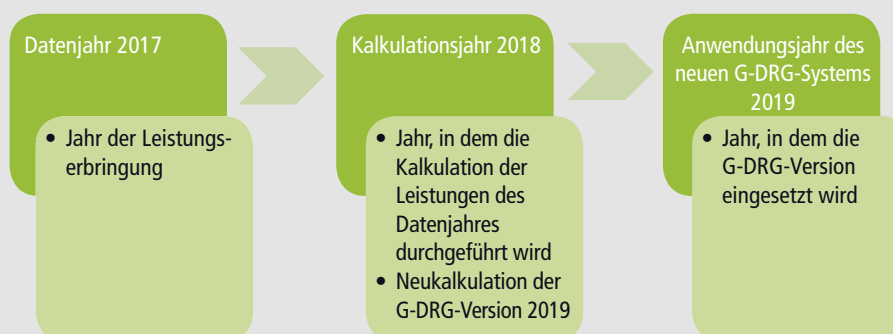 Datenjahr 2017
• Jahr der Leistungs-
erbringung
Kalkulationsjahr 2018
• Jahr, in dem die
Kalkulation der
Leistungen des
Datenjahres
durchgeführt wird
• Neukalkulation der
G-DRG-Version 2019
Anwendungsjahr des
neuen G-DRG-Systems
2019
• Jahr, in dem die
G-DRG-Version
eingesetzt wird